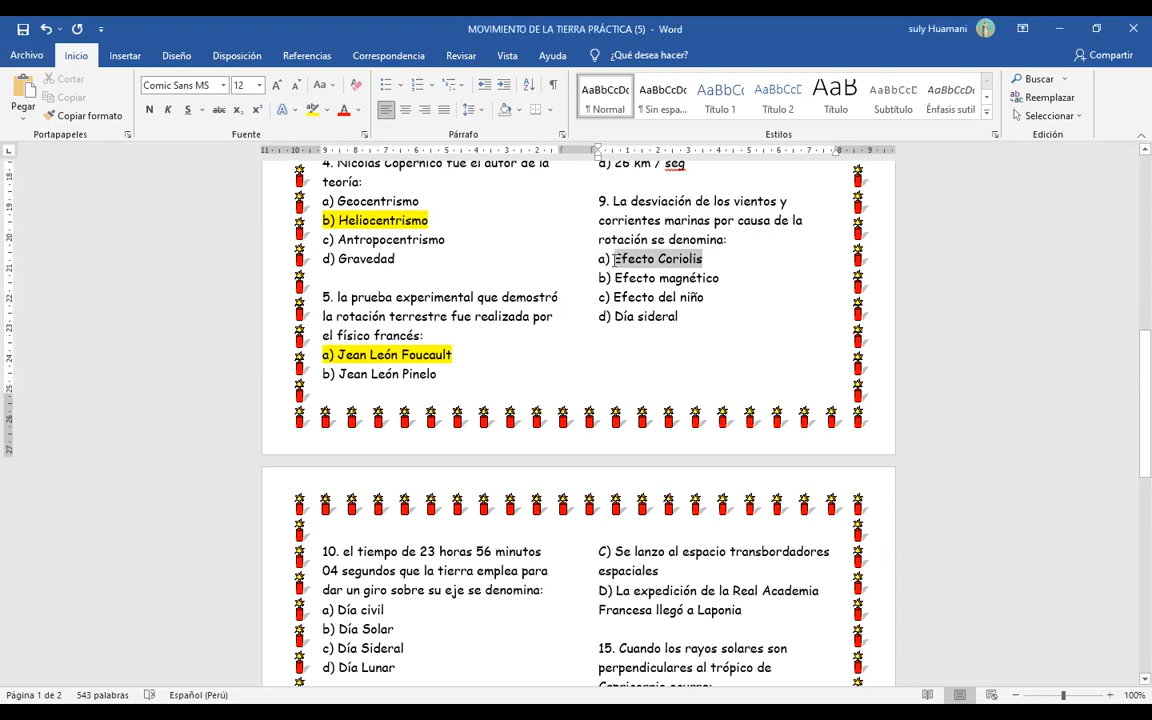 MOVIMIENTO DE LA TIERRA PRÁCTICA (5) - Word
suly Huamani
Archivo Inicio Insertar Diseño Disposición Referencias Correspondencia Revisar Vista Ayuda ¿Qué desea hacer? Compartir
Pegar
Cortar
Copiar
Copiar formato
Portapapeles
Comic Sans MS 12
N K S abc x₂ x²
Fuente
Párrafo
AaBbCcDc AaBbCcDc AaBbCc AaBbCcC AaB AaBbCcD AaBbCcDc
¶ Normal ¶ Sin espa... Título 1 Título 2 Título Subtítulo Énfasis sutil
Estilos
Buscar
Reemplazar
Seleccionar
Edición
4. Nicolás Copérnico fue el autor de la
teoría:
a) Geocentrismo
b) Heliocentrismo
c) Antropocentrismo
d) Gravedad
5. la prueba experimental que demostró
la rotación terrestre fue realizada por
el físico francés:
a) Jean León Foucault
b) Jean León Pinelo
d) 26 km / seg
9. La desviación de los vientos y
corrientes marinas por causa de la
rotación se denomina:
a) Efecto Coriolis
b) Efecto magnético
c) Efecto del niño
d) Día sideral
10. el tiempo de 23 horas 56 minutos
04 segundos que la tierra emplea para
dar un giro sobre su eje se denomina:
a) Día civil
b) Día Solar
c) Día Sideral
d) Día Lunar
C) Se lanzo al espacio transbordadores
espaciales
D) La expedición de la Real Academia
Francesa llegó a Laponia
15. Cuando los rayos solares son
perpendiculares al trópico de
Capricornio ocurre:
Página 1 de 2 543 palabras Español (Perú) 100%